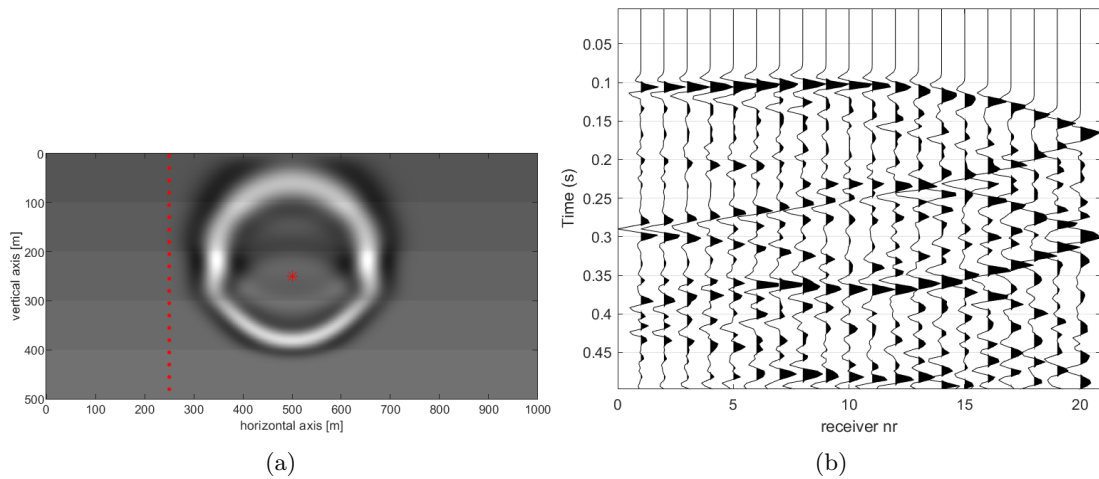 0
100
200
300
400
500
vertical axis [m]
0 100 200 300 400 500 600 700 800 900 1000
horizontal axis [m]
(a)
0.05
0.1
0.15
0.2
0.25
0.3
0.35
0.4
0.45
Time (s)
0 5 10 15 20
receiver nr
(b)